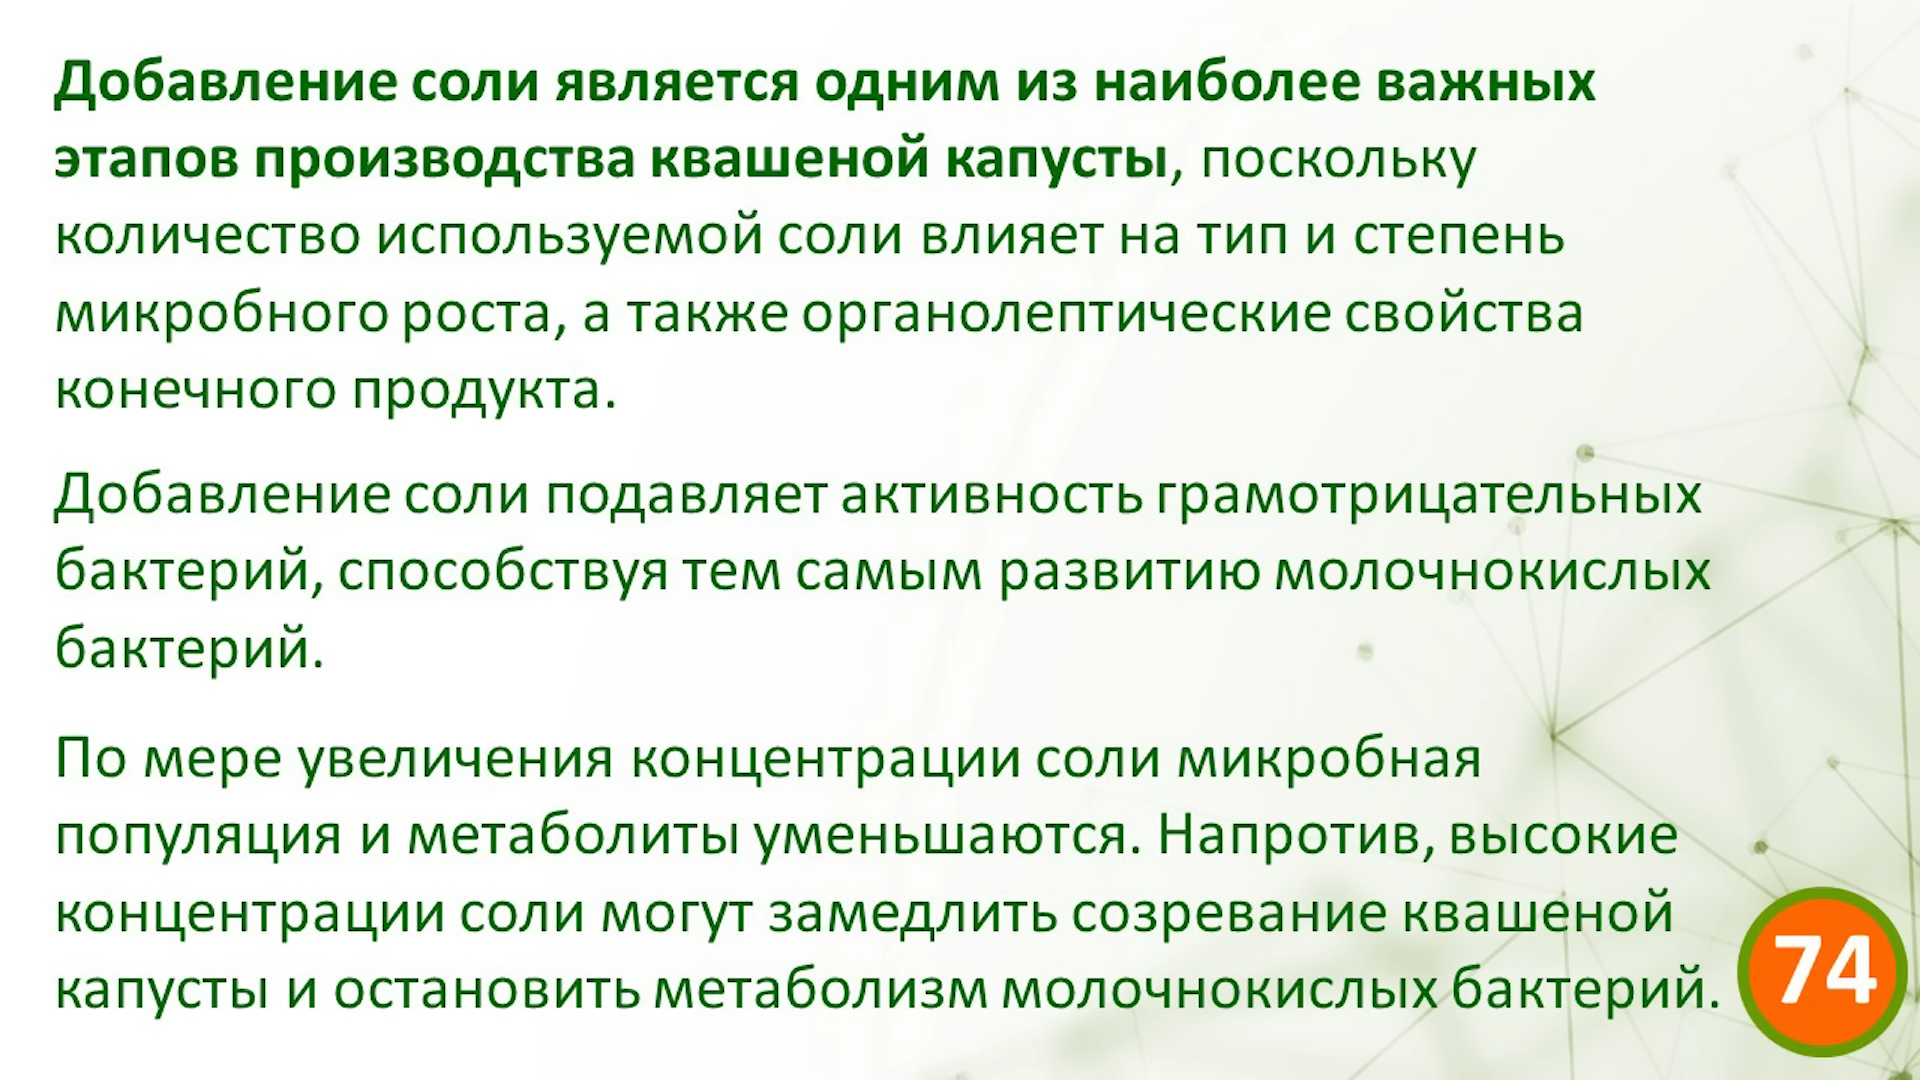 Добавление соли является одним из наиболее важных
этапов производства квашеной капусты, поскольку
количество используемой соли влияет на тип и степень
микробного роста, а также органолептические свойства
конечного продукта.
Добавление соли подавляет активность грамотрицательных
бактерий, способствуя тем самым развитию молочнокислых
бактерий.
По мере увеличения концентрации соли микробная
популяция и метаболиты уменьшаются. Напротив, высокие
концентрации соли могут замедлить созревание квашеной
капусты и остановить метаболизм молочнокислых бактерий.
74